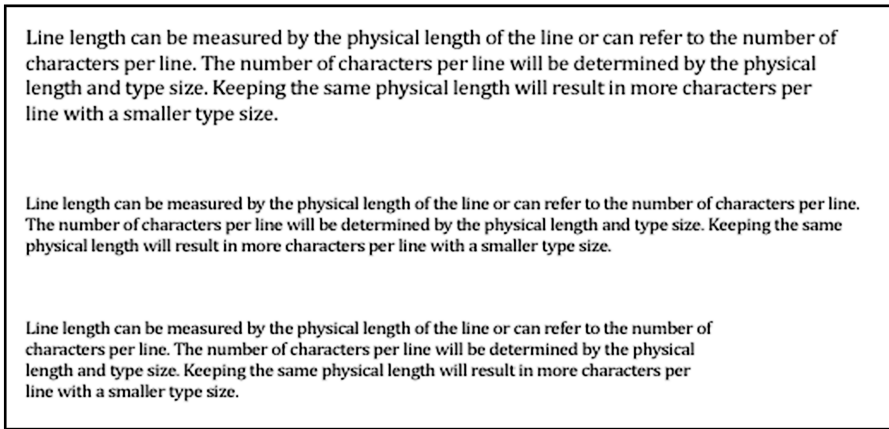 Line length can be measured by the physical length of the line or can refer to the number of
characters per line. The number of characters per line will be determined by the physical
length and type size. Keeping the same physical length will result in more characters per
line with a smaller type size.
Line length can be measured by the physical length of the line or can refer to the number of characters per line.
The number of characters per line will be determined by the physical length and type size. Keeping the same
physical length will result in more characters per line with a smaller type size.
Line length can be measured by the physical length of the line or can refer to the number of
characters per line. The number of characters per line will be determined by the physical
length and type size. Keeping the same physical length will result in more characters per
line with a smaller type size.